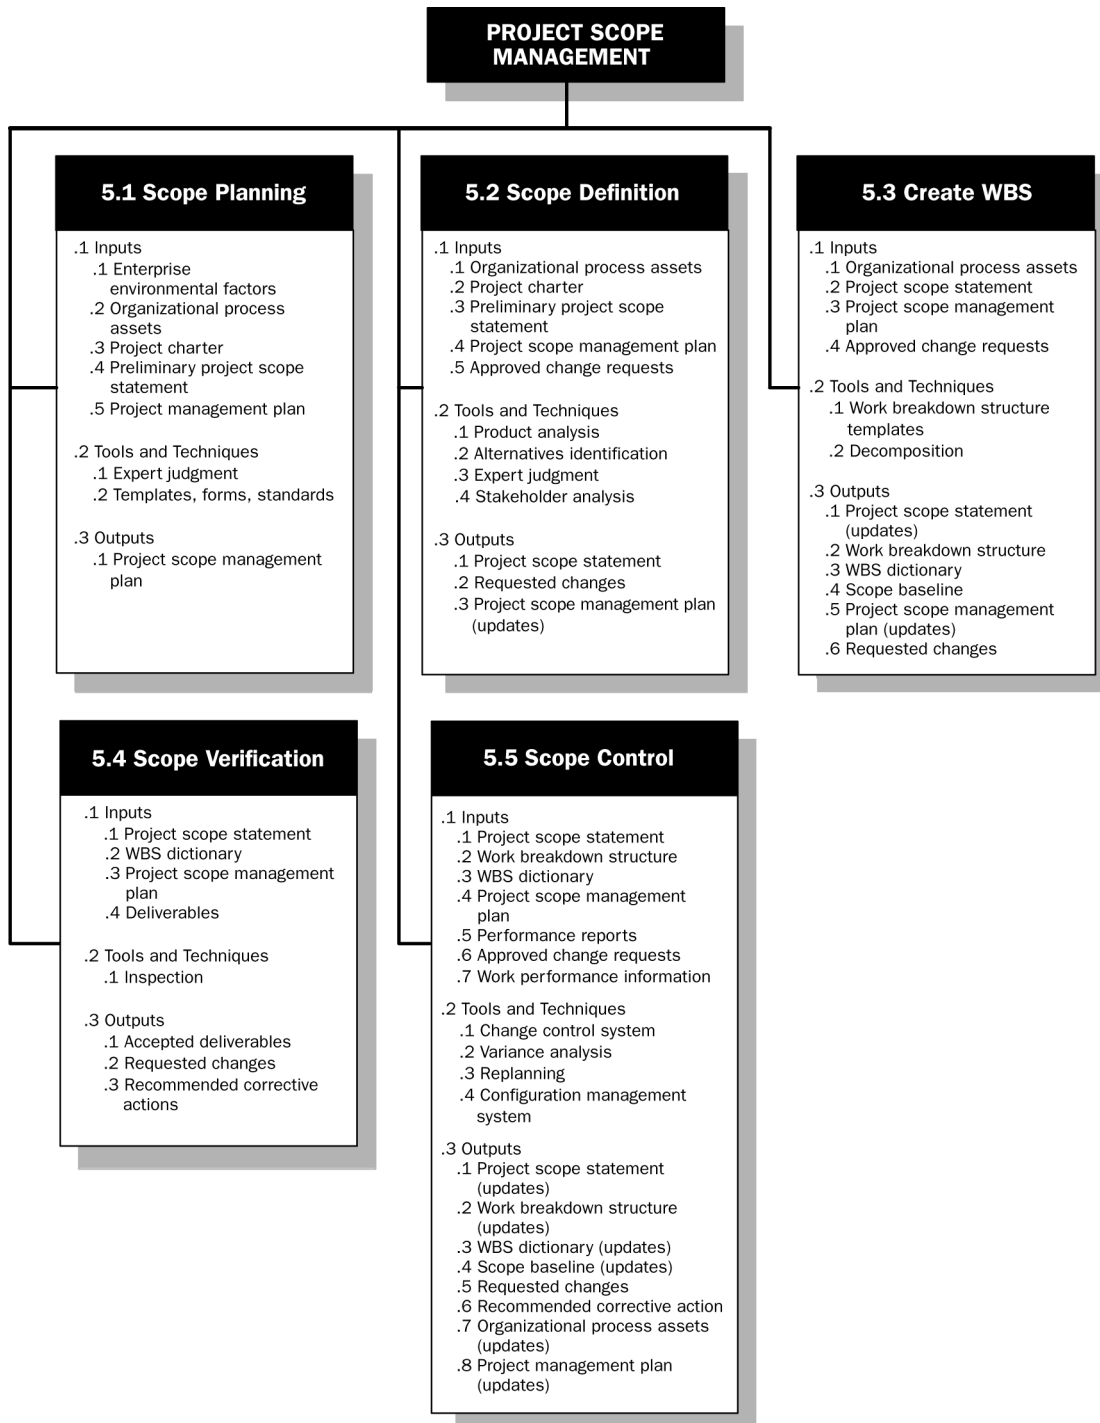 PROJECT SCOPE
MANAGEMENT
5.1 Scope Planning
.1 Inputs
.1 Enterprise
environmental factors
.2 Organizational process
assets
.3 Project charter
.4 Preliminary project scope
statement
.5 Project management plan
.2 Tools and Techniques
.1 Expert judgment
.2 Templates, forms, standards
.3 Outputs
.1 Project scope management
plan
5.2 Scope Definition
.1 Inputs
.1 Organizational process assets
.2 Project charter
.3 Preliminary project scope
statement
.4 Project scope management plan
.5 Approved change requests
.2 Tools and Techniques
.1 Product analysis
.2 Alternatives identification
.3 Expert judgment
.4 Stakeholder analysis
.3 Outputs
.1 Project scope statement
.2 Requested changes
.3 Project scope management plan
(updates)
5.3 Create WBS
.1 Inputs
.1 Organizational process assets
.2 Project scope statement
.3 Project scope management
plan
.4 Approved change requests
.2 Tools and Techniques
.1 Work breakdown structure
templates
.2 Decomposition
.3 Outputs
.1 Project scope statement
(updates)
.2 Work breakdown structure
.3 WBS dictionary
.4 Scope baseline
.5 Project scope management
plan (updates)
.6 Requested changes
5.4 Scope Verification
.1 Inputs
.1 Project scope statement
.2 WBS dictionary
.3 Project scope management
plan
.4 Deliverables
.2 Tools and Techniques
.1 Inspection
.3 Outputs
.1 Accepted deliverables
.2 Requested changes
.3 Recommended corrective
actions
5.5 Scope Control
.1 Inputs
.1 Project scope statement
.2 Work breakdown structure
.3 WBS dictionary
.4 Project scope management
plan
.5 Performance reports
.6 Approved change requests
.7 Work performance information
.2 Tools and Techniques
.1 Change control system
.2 Variance analysis
.3 Replanning
.4 Configuration management
system
.3 Outputs
.1 Project scope statement
(updates)
.2 Work breakdown structure
(updates)
.3 WBS dictionary (updates)
.4 Scope baseline (updates)
.5 Requested changes
.6 Recommended corrective action
.7 Organizational process assets
(updates)
.8 Project management plan
(updates)